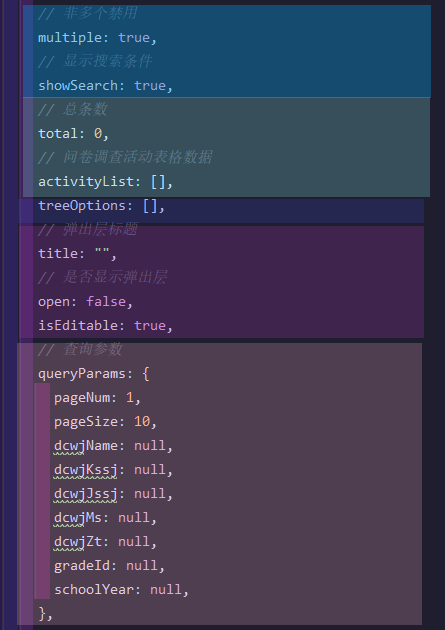 // 非多个禁用
multiple: true,
// 显示搜索条件
showSearch: true,
// 总条数
total: 0,
// 问卷调查活动表格数据
activityList: [],
treeOptions: [],
// 弹出层标题
title: "",
// 是否显示弹出层
open: false,
isEditable: true,
// 查询参数
queryParams: {
pageNum: 1,
pageSize: 10,
dcwjName: null,
dcwjKssj: null,
dcwjJssj: null,
dcwjMs: null,
dcwjZt: null,
gradeId: null,
schoolYear: null,
},